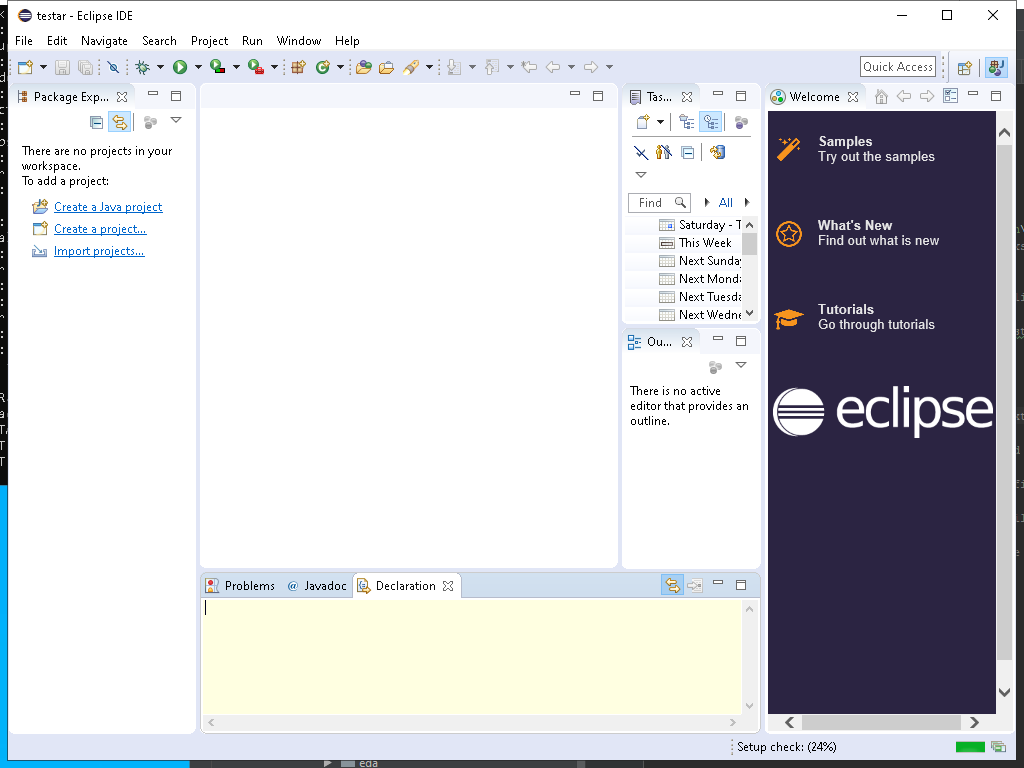 testar - Eclipse IDE
File Edit Navigate Search Project Run Window Help
Quick Access
Package Exp...
There are no projects in your
workspace.
To add a project:
Create a Java project
Create a project...
Import projects...
Tas...
Find
All
Saturday - T
This Week
Next Sunday
Next Monda
Next Tuesda
Next Wedne
Ou...
There is no active
editor that provides an
outline.
Welcome
Samples
Try out the samples
What's New
Find out what is new
Tutorials
Go through tutorials
eclipse
Problems @ Javadoc Declaration
Setup check: (24%)
eda